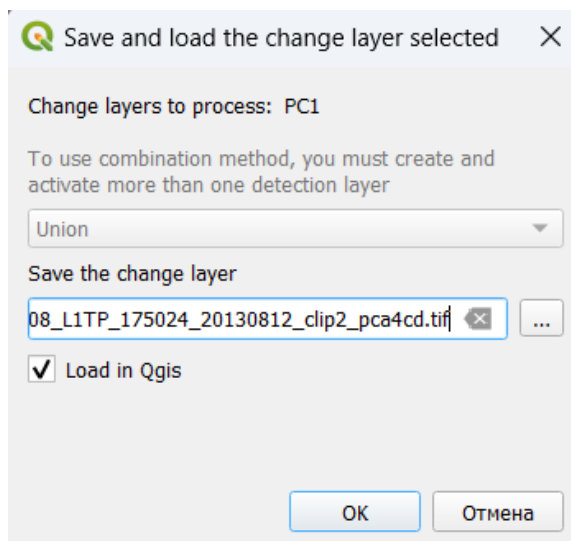 Save and load the change layer selected
Change layers to process: PC1
To use combination method, you must create and
activate more than one detection layer
Union
Save the change layer
08_L1TP_175024_20130812_clip2_pca4cd.tif
...
Load in Qgis
OK
Отмена